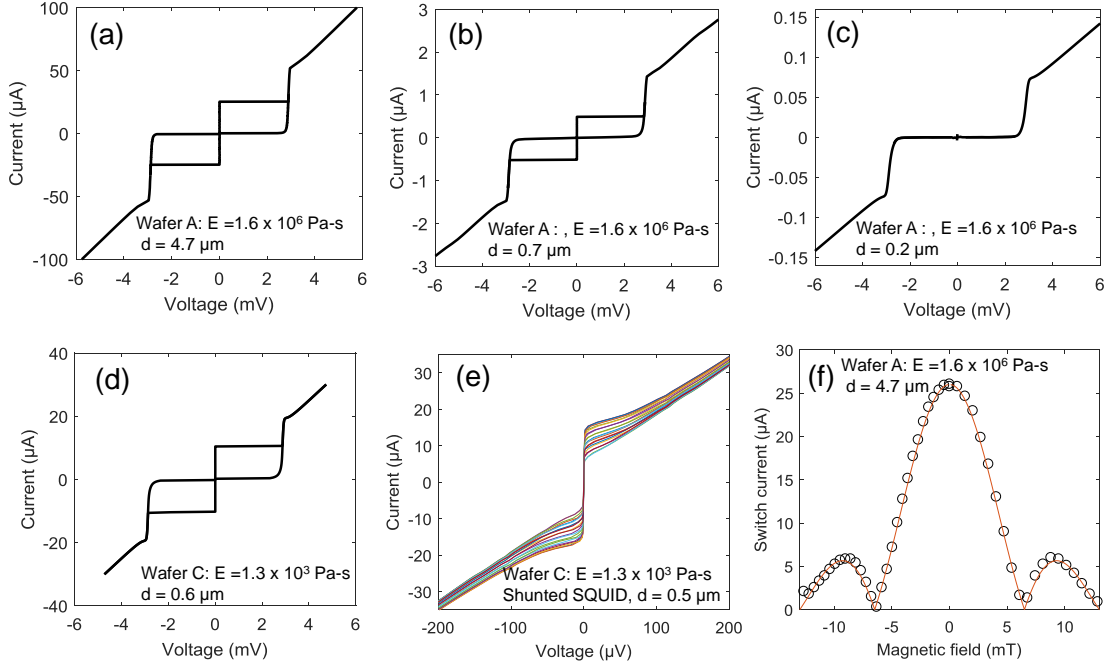 (a)
100
50
0
-50
-100
Current (µA)
Wafer A: E =1.6 x 10⁶ Pa-s
d = 4.7 µm
-6 -4 -2 0 2 4 6
Voltage (mV)
(b)
3
2
1
0
-1
-2
-3
Current (µA)
Wafer A : , E =1.6 x 10⁶ Pa-s
d = 0.7 µm
-6 -4 -2 0 2 4 6
Voltage (mV)
(c)
0.15
0.1
0.05
0
-0.05
-0.1
-0.15
Current (µA)
Wafer A : , E =1.6 x 10⁶ Pa-s
d = 0.2 µm
-6 -4 -2 0 2 4 6
Voltage (mV)
(d)
40
20
0
-20
-40
Current (µA)
Wafer C: E =1.3 x 10³ Pa-s
d = 0.6 µm
-6 -4 -2 0 2 4 6
Voltage (mV)
(e)
30
20
10
0
-10
-20
-30
Current (µA)
Wafer C: E =1.3 x 10³ Pa-s
Shunted SQUID, d = 0.5 µm
-200 -100 0 100 200
Voltage (µV)
(f)
Wafer A: E =1.6 x 10⁶ Pa-s
d = 4.7 µm
30
25
20
15
10
5
0
Switch current (µA)
-10 -5 0 5 10
Magnetic field (mT)